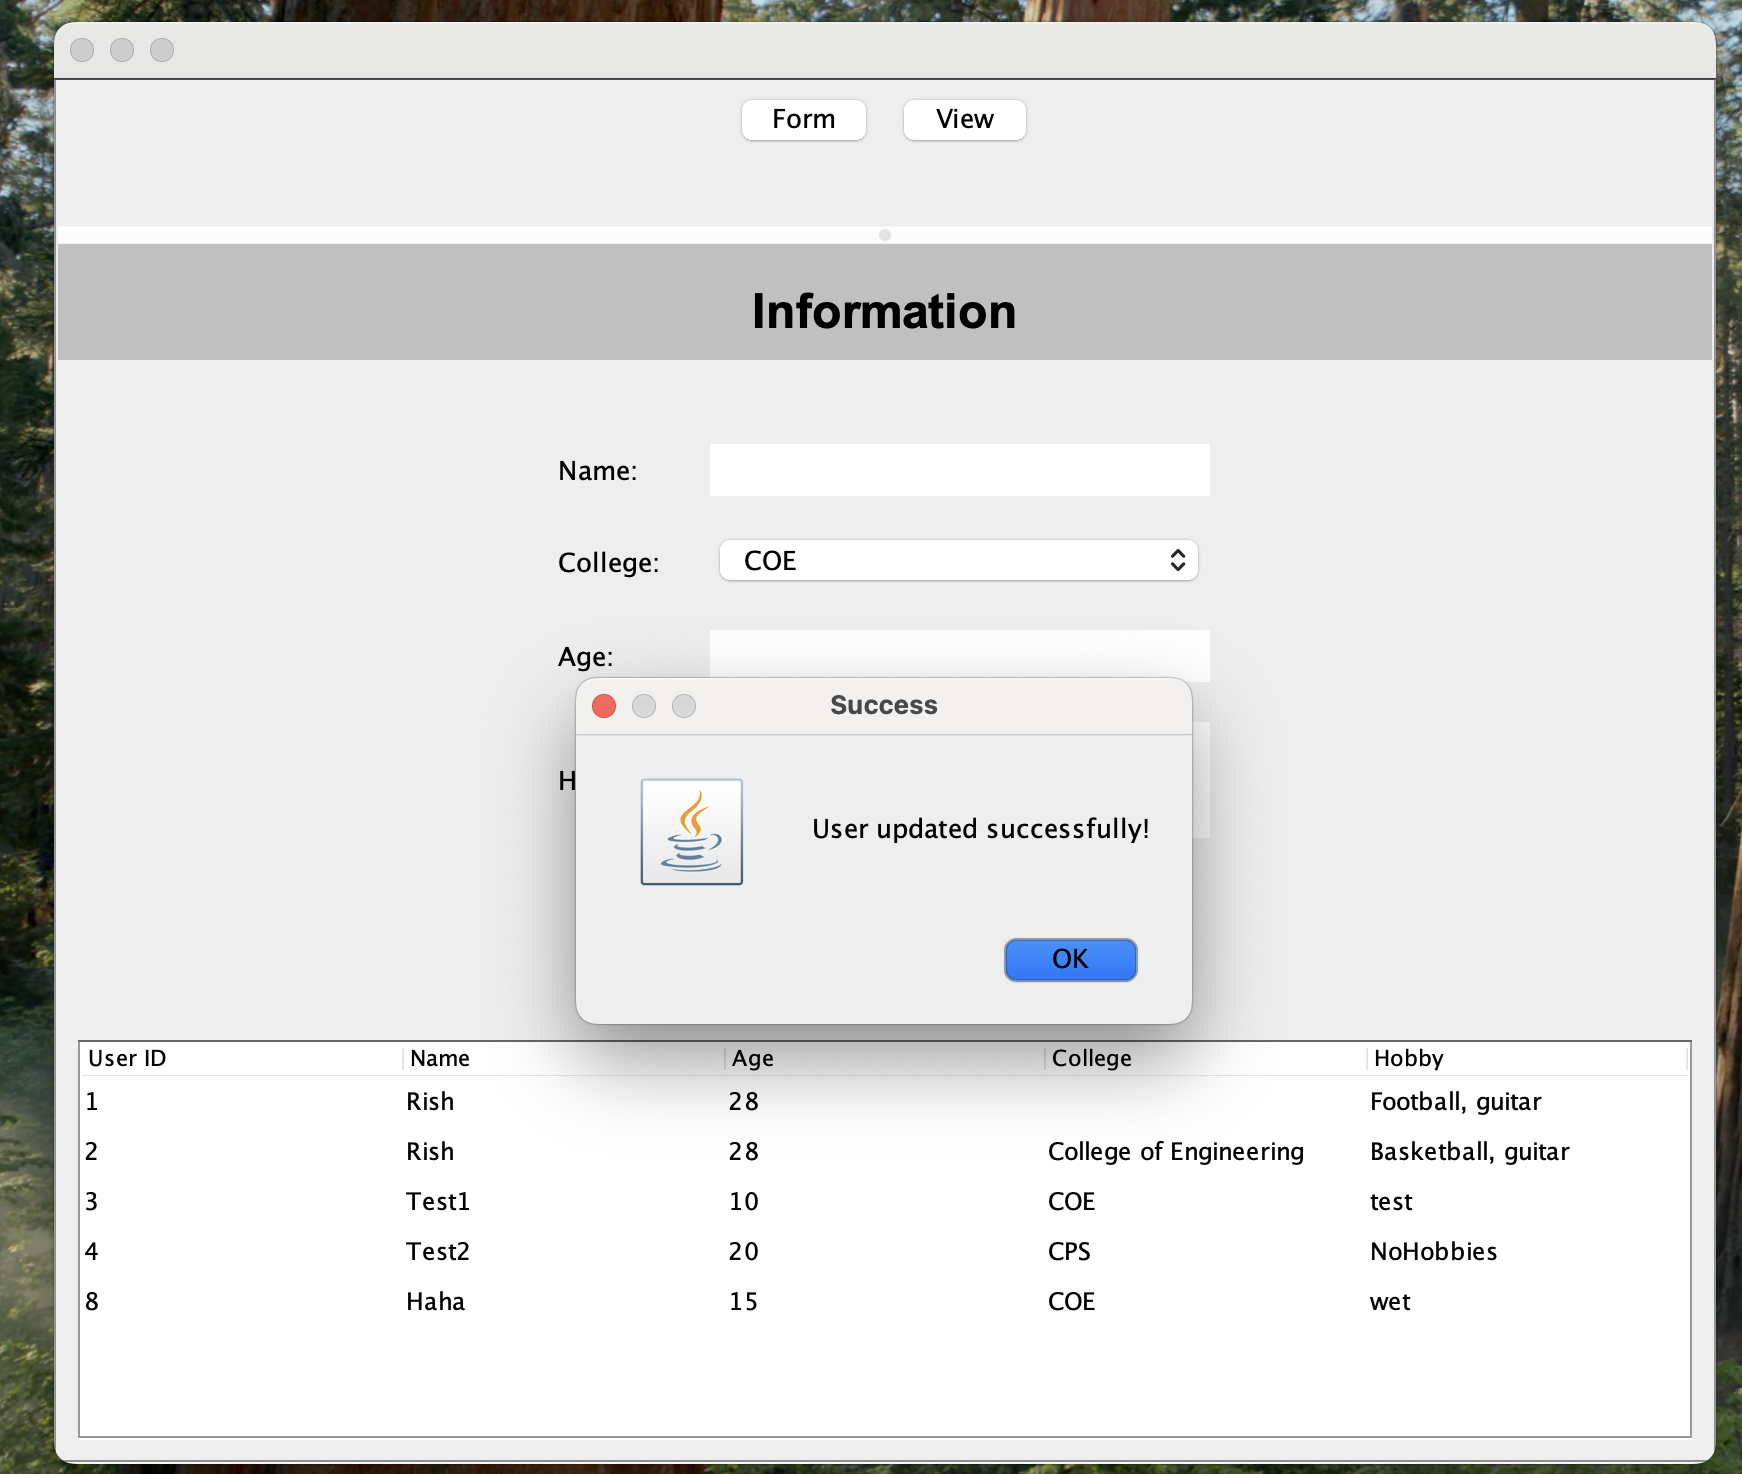 Form View
Information
Name:
College: COE
Age:
Success
H
User updated successfully!
OK
User ID Name Age College Hobby
1 Rish 28 Football, guitar
2 Rish 28 College of Engineering Basketball, guitar
3 Test1 10 COE test
4 Test2 20 CPS NoHobbies
8 Haha 15 COE wet